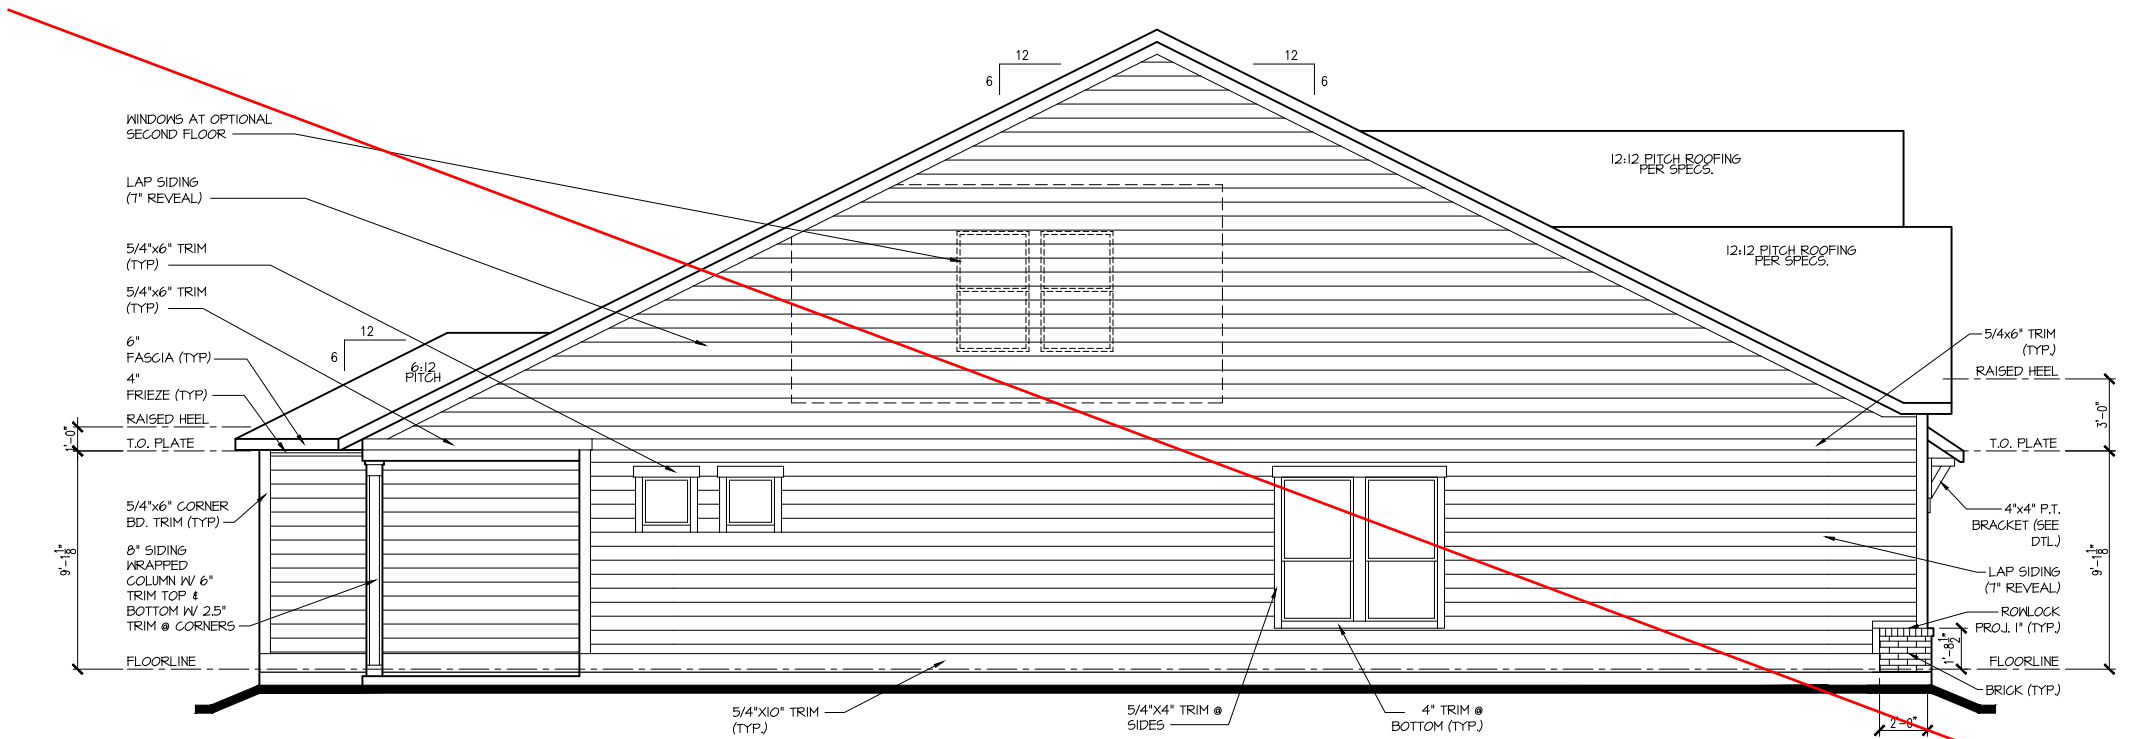 12
6
12
6
WINDOWS AT OPTIONAL
SECOND FLOOR
12:12 PITCH ROOFING
PER SPECS.
LAP SIDING
(7" REVEAL)
12:12 PITCH ROOFING
PER SPECS.
5/4"x6" TRIM
(TYP)
5/4"x6" TRIM
(TYP)
12
6
6:12
PITCH
6"
FASCIA (TYP)
4"
FRIEZE (TYP)
RAISED HEEL
1'-0"
T.O. PLATE
5/4"x6" CORNER
BD. TRIM (TYP)
9'-1 1/8"
8" SIDING
WRAPPED
COLUMN W/ 6"
TRIM TOP &
BOTTOM W/ 2.5"
TRIM @ CORNERS
FLOORLINE
5/4x6" TRIM
(TYP.)
RAISED HEEL
3'-0"
T.O. PLATE
4"x4" P.T.
BRACKET (SEE
DTL.)
9'-1 1/8"
LAP SIDING
(7" REVEAL)
ROWLOCK
PROJ. 1" (TYP.)
1'-8 1/2"
FLOORLINE
BRICK (TYP.)
5/4"X10" TRIM
(TYP.)
5/4"X4" TRIM @
SIDES
4" TRIM @
BOTTOM (TYP.)
2'-0"